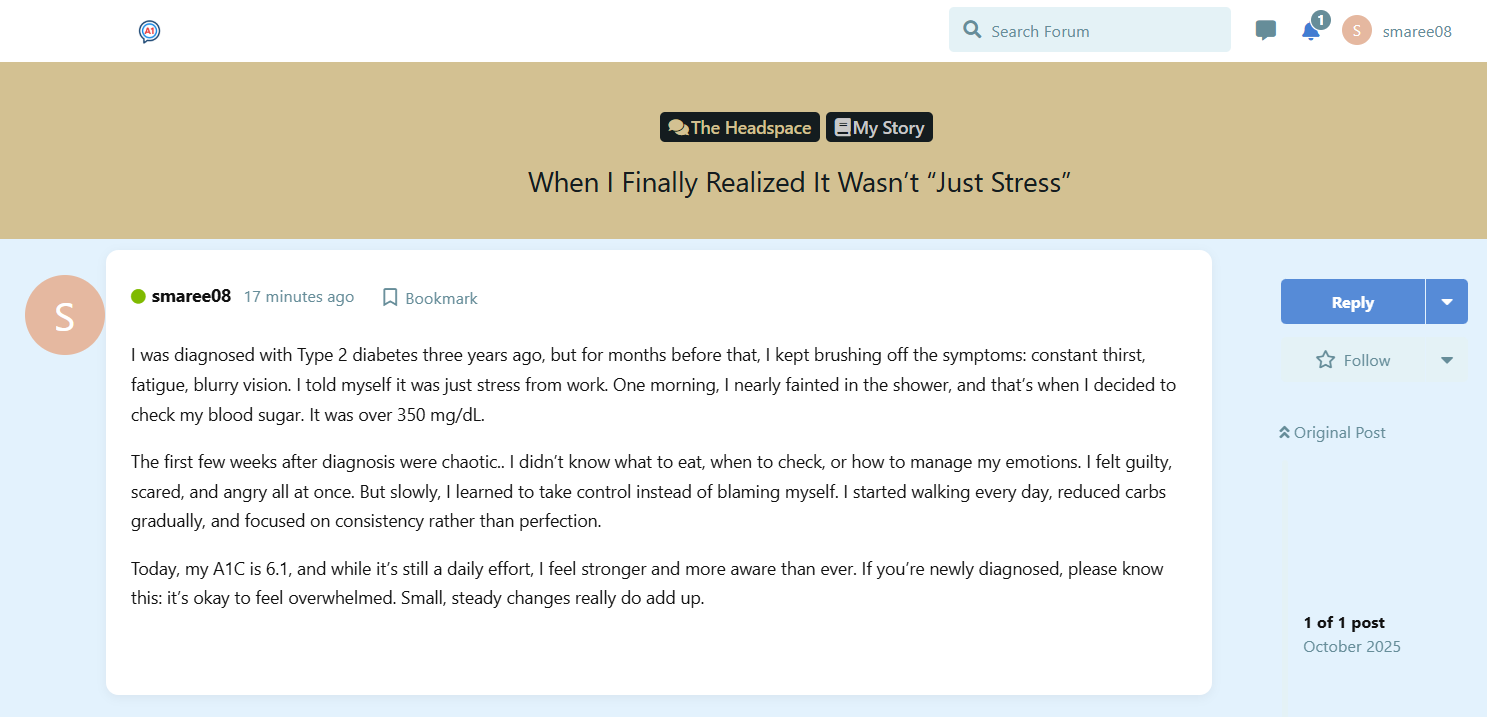 A1
Search Forum
1
S
smaree08
The Headspace
My Story
When I Finally Realized It Wasn’t “Just Stress”
S
smaree08
17 minutes ago
Bookmark
I was diagnosed with Type 2 diabetes three years ago, but for months before that, I kept brushing off the symptoms: constant thirst,
fatigue, blurry vision. I told myself it was just stress from work. One morning, I nearly fainted in the shower, and that’s when I decided to
check my blood sugar. It was over 350 mg/dL.
The first few weeks after diagnosis were chaotic.. I didn’t know what to eat, when to check, or how to manage my emotions. I felt guilty,
scared, and angry all at once. But slowly, I learned to take control instead of blaming myself. I started walking every day, reduced carbs
gradually, and focused on consistency rather than perfection.
Today, my A1C is 6.1, and while it’s still a daily effort, I feel stronger and more aware than ever. If you’re newly diagnosed, please know
this: it’s okay to feel overwhelmed. Small, steady changes really do add up.
Reply
Follow
Original Post
1 of 1 post
October 2025